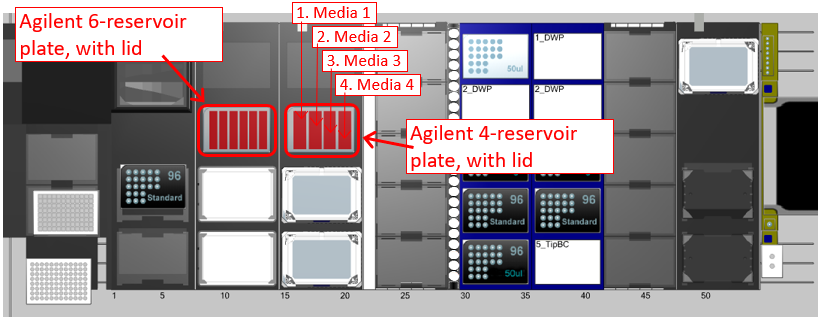 Agilent 6-reservoir
plate, with lid
1. Media 1
2. Media 2
3. Media 3
4. Media 4
Agilent 4-reservoir
plate, with lid
50ul
1_DWP
2_DWP
2_DWP
96
Standard
96
Standard
96
Standard
96
50ul
5_TipBC
1
5
10
15
20
25
30
35
40
45
50